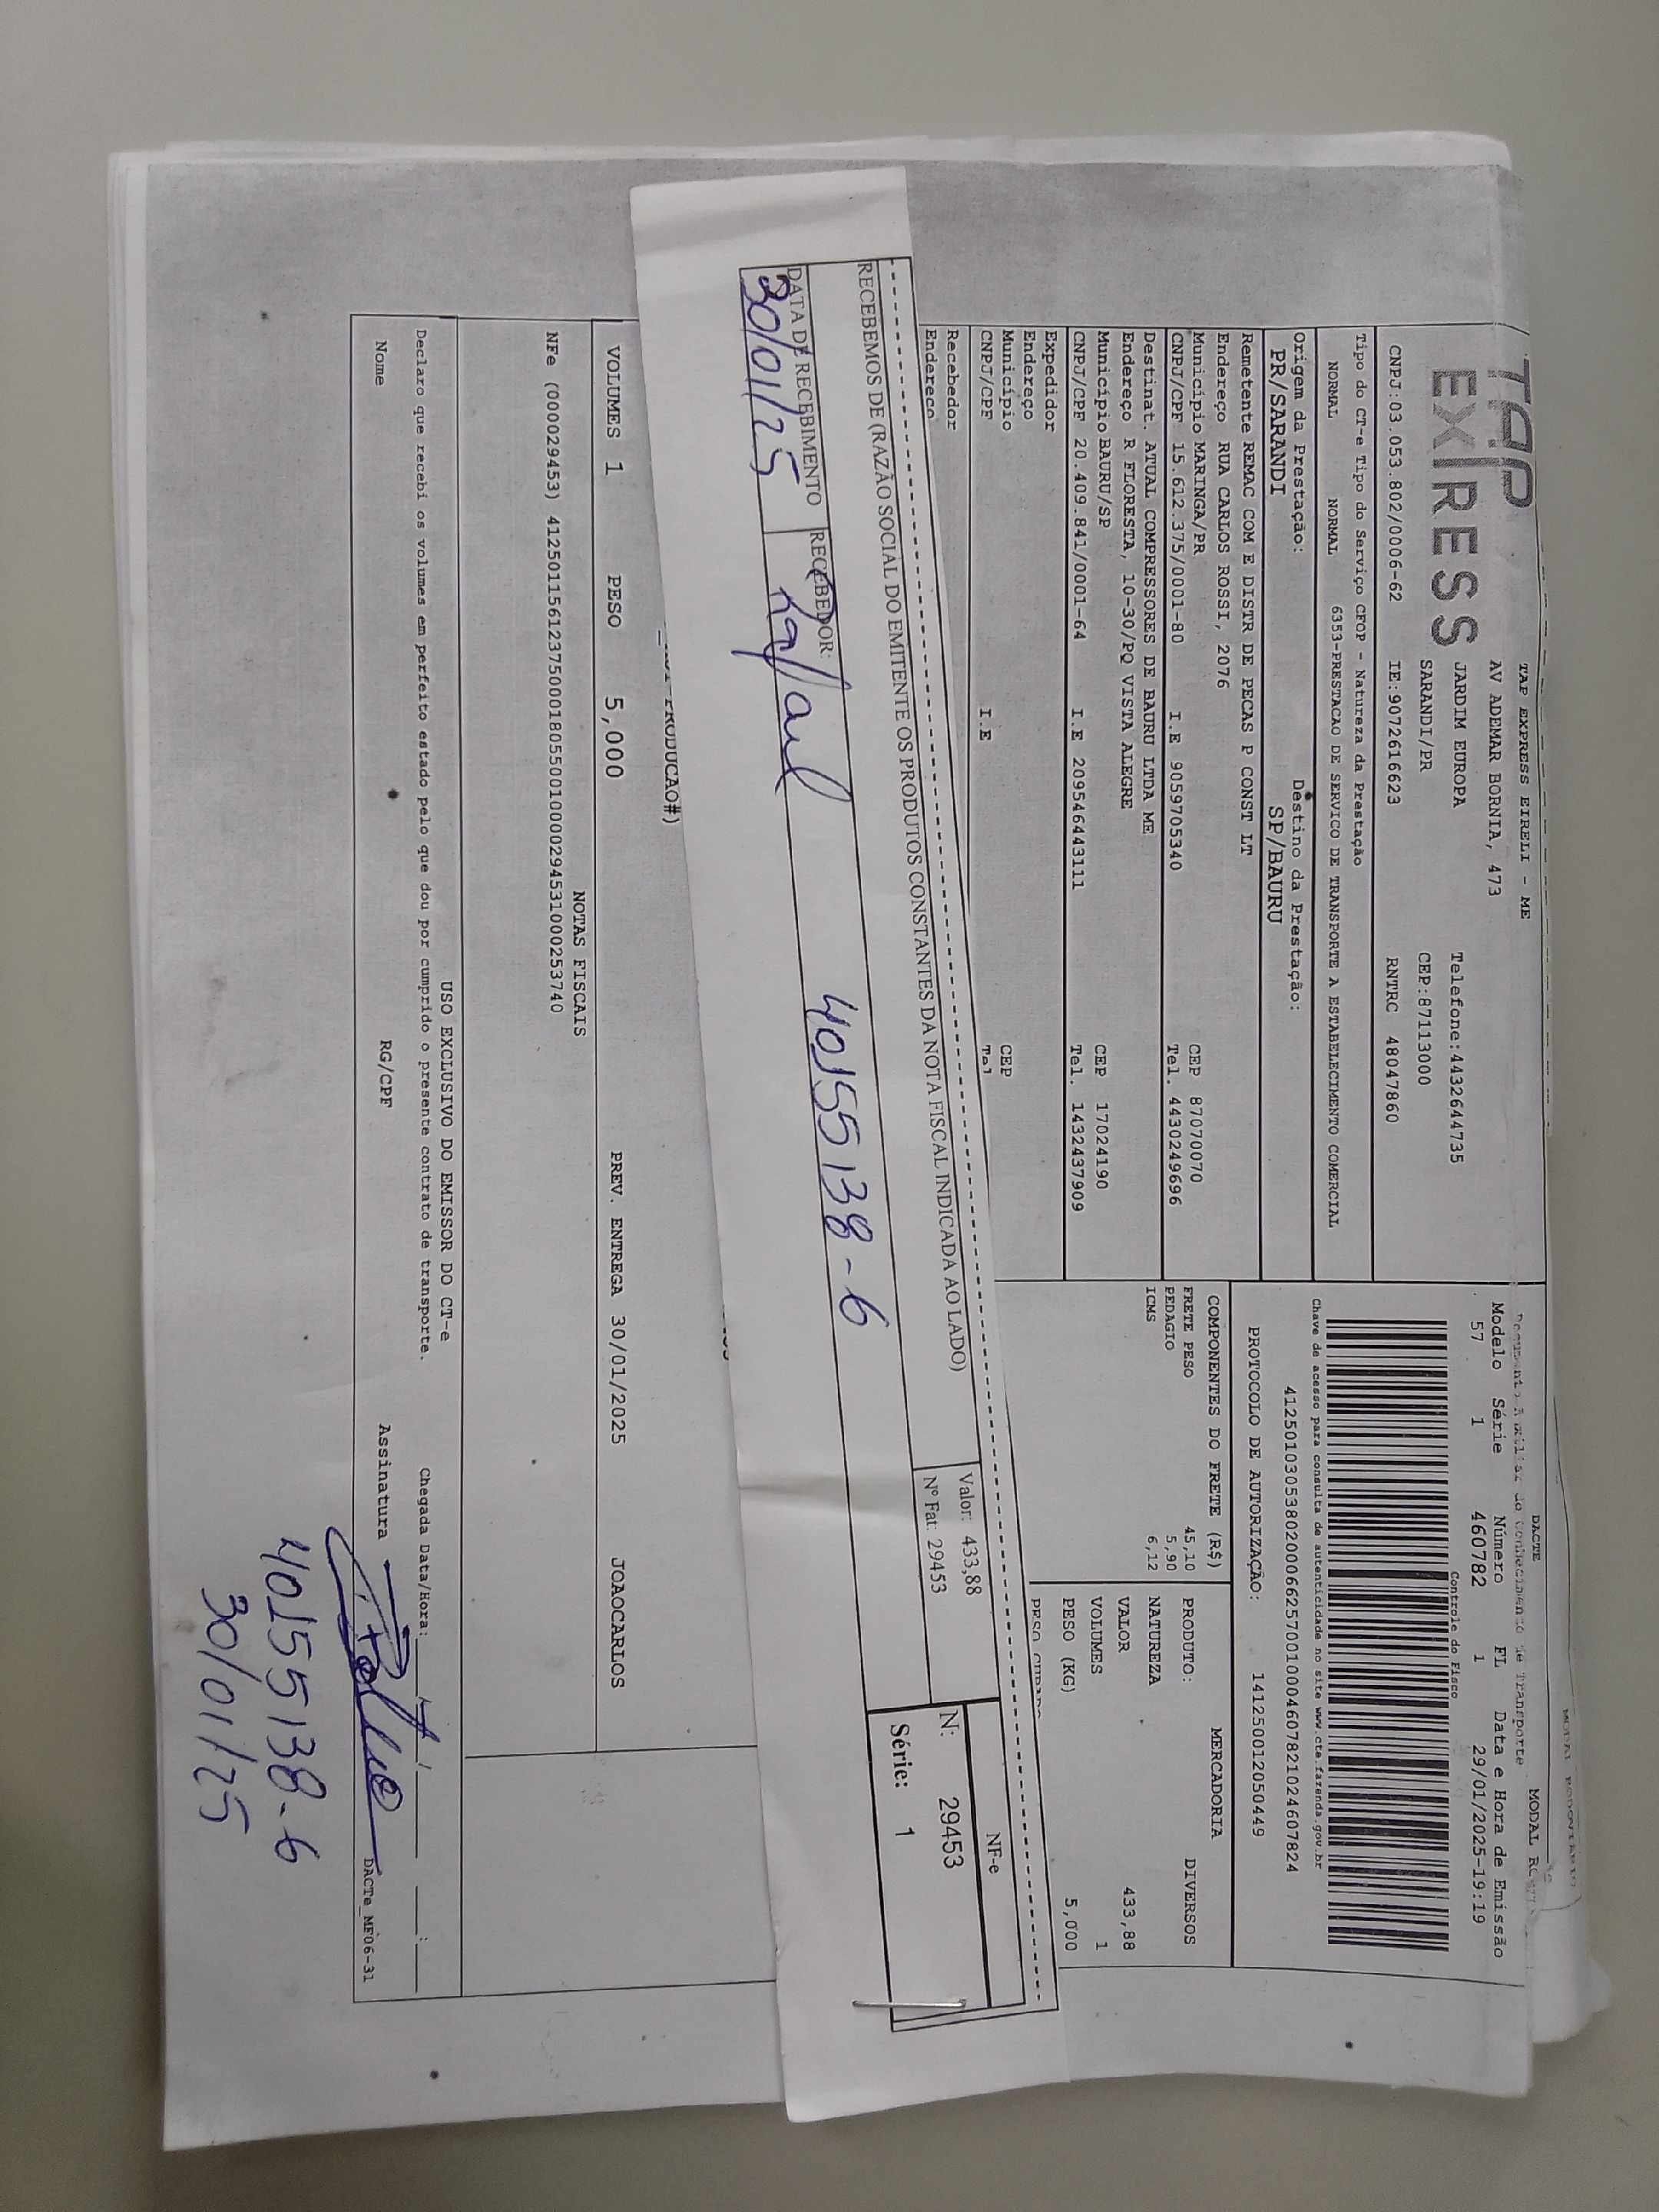 TAP EXPRESS
TAP EXPRESS EIRELI - ME
AV ADEMAR BORNIA, 473
JARDIM EUROPA Telefone:4432644735
SARANDI/PR CEP:87113000
CNPJ:03.053.802/0006-62 IE:9072616623 RNTRC 48047860
Tipo do CT-e Tipo do Serviço CFOP - Natureza da Prestação
NORMAL NORMAL 6353-PRESTACAO DE SERVICO DE TRANSPORTE A ESTABELECIMENTO COMERCIAL
Origem da Prestação: Destino da Prestação:
PR/SARANDI SP/BAURU
Remetente REMAC COM E DISTR DE PECAS P CONST LT
Endereço RUA CARLOS ROSSI, 2076
Município MARINGA/PR CEP 87070070
CNPJ/CPF 15.612.375/0001-80 I.E 9059705340 Tel. 4430249696
Destinat. ATUAL COMPRESSORES DE BAURU LTDA ME
Endereço R FLORESTA, 10-30/PQ VISTA ALEGRE
Município BAURU/SP CEP 17024190
CNPJ/CPF 20.409.841/0001-64 I.E 209546443111 Tel. 1432437909
Expedidor
Endereço
Município CEP
CNPJ/CPF I.E Tel
Recebedor
Endereço
DACTE
Documento Auxiliar do Conhecimento de Transporte
MODAL RODOVIARIO
Modelo Série Número FL Data e Hora de Emissão
57 1 460782 1 29/01/2025-19:19
Controle do Fisco
Chave de acesso para consulta de autenticidade no site www.cte.fazenda.gov.br
41250103053802000662570010004607821024607824
PROTOCOLO DE AUTORIZAÇÃO: 141250012050449
COMPONENTES DO FRETE (R$)
FRETE PESO 45,10
PEDAGIO 5,90
ICMS 6,12
MERCADORIA
PRODUTO: DIVERSOS
NATUREZA
VALOR 433,88
VOLUMES 1
PESO (KG) 5,000
RECEBEMOS DE (RAZÃO SOCIAL DO EMITENTE OS PRODUTOS CONSTANTES DA NOTA FISCAL INDICADA AO LADO)
Valor: 433,88
Nº Fat: 29453
NF-e
N: 29453
Série: 1
DATA DE RECEBIMENTO RECEBEDOR:
30/01/25 40155138-6
PRODUCAO#)
VOLUMES 1 PESO 5,000 PREV. ENTREGA 30/01/2025 JOAOCARLOS
NOTAS FISCAIS
NFe (000029453) 41250115612375000180550010000294531000253740
USO EXCLUSIVO DO EMISSOR DO CT-e
Declaro que recebi os volumes em perfeito estado pelo que dou por cumprido o presente contrato de transporte. Chegada Data/Hora:
Nome RG/CPF Assinatura
DACTe_MF06-31
40155138-6
30/01/25